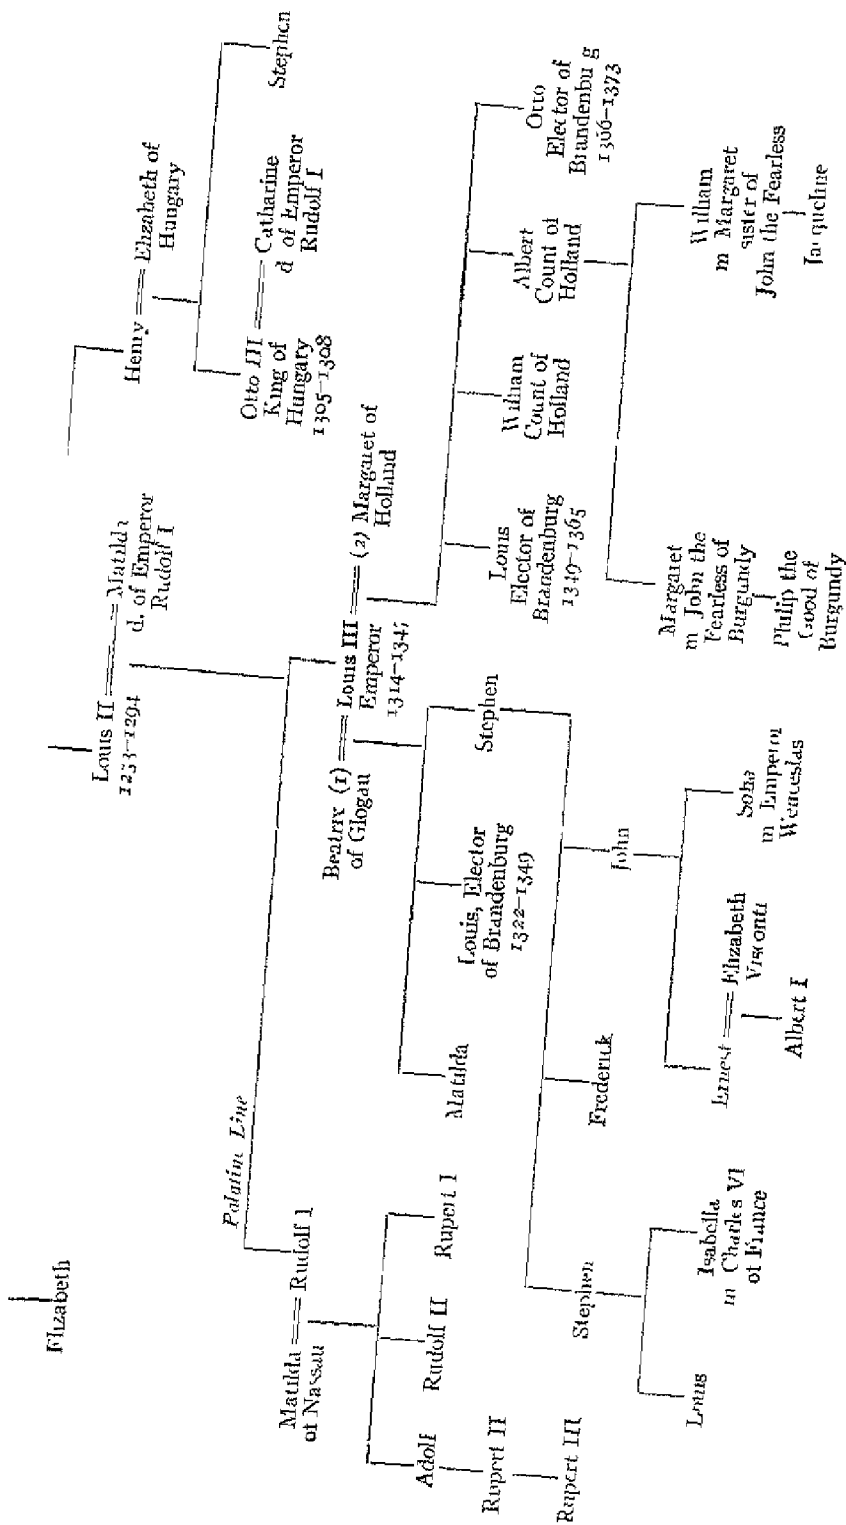 Elizabeth
Louis II
1253–1294
Matilda
d. of Emperor
Rudolf I
Henry
Elizabeth of
Hungary
Palatine Line
Matilda
of Nassau
Rudolf I
Beatrix (1)
of Glogau
Louis III
Emperor
1314–1347
(2) Margaret of
Holland
Otto III
King of
Hungary
1305–1308
Catharine
d of Emperor
Rudolf I
Stephen
Adolf
Rudolf II
Rupert I
Matilda
Louis, Elector
of Brandenburg
1322–1349
Stephen
Louis
Elector of
Brandenburg
1349–1365
William
Count of
Holland
Albert
Count of
Holland
Otto
Elector of
Brandenbu g
1366–1373
Rupert II
Rupert III
Stephen
Frederick
John
Margaret
m John the
Fearless of
Burgundy
Philip the
Good of
Burgundy
William
m Margaret
sister of
John the Fearless
Jacqueline
Louis
Isabella
m Charles VI
of France
Ernest
Elizabeth
Visconti
Albert I
m Emperor
Wenceslas